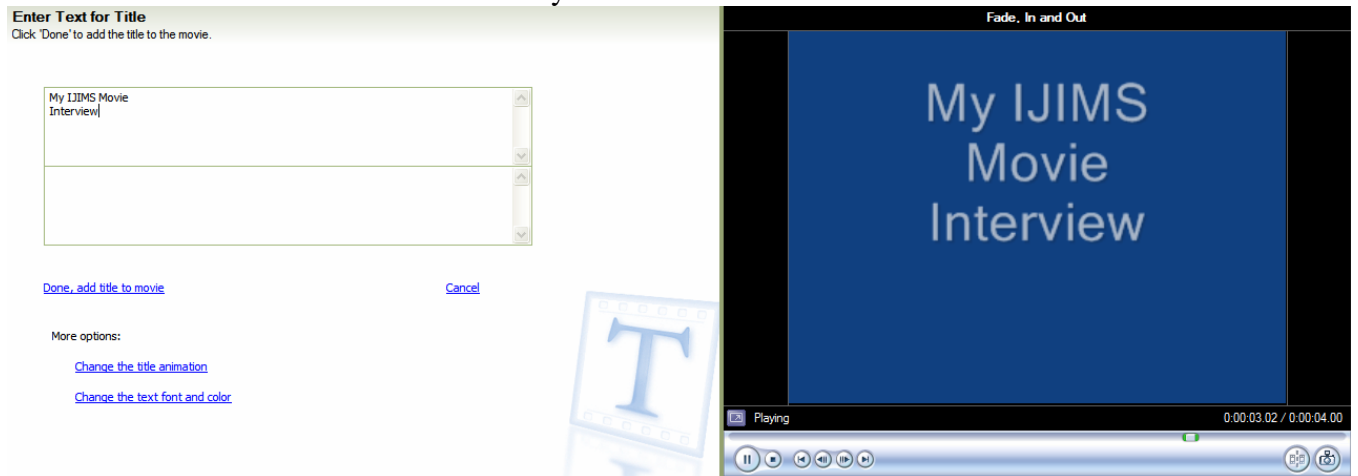 Enter Text for Title
Click 'Done' to add the title to the movie.
My IJIMS Movie
Interview
Done, add title to movie
Cancel
More options:
Change the title animation
Change the text font and color
T
Fade, In and Out
My IJIMS
Movie
Interview
Playing
0:00:03.02 / 0:00:04.00